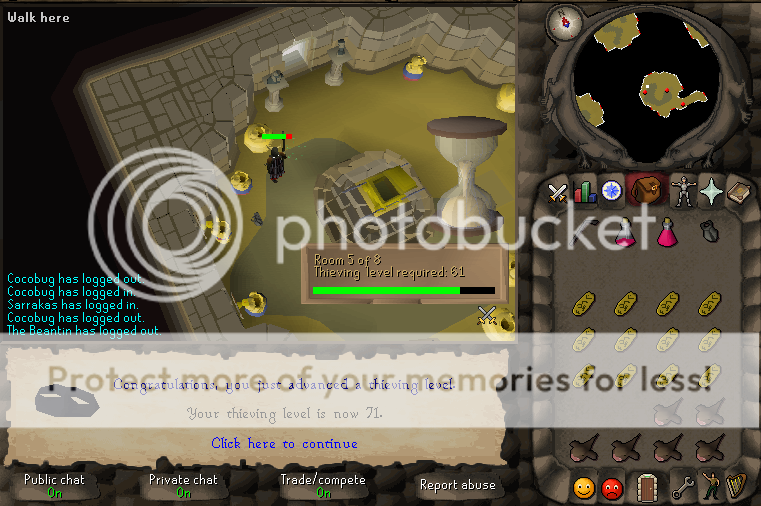 Walk here
Room 5 of 8
Thieving level required: 61
Cocobug has logged out.
Cocobug has logged in.
Sarrakas has logged in.
Cocobug has logged out.
The Beantin has logged out.
photobucket
Protect more of your memories for less!
Congratulations, you just advanced a thieving level.
Your thieving level is now 71.
Click here to continue
Public chat
On
Private chat
On
Trade/compete
On
Report abuse